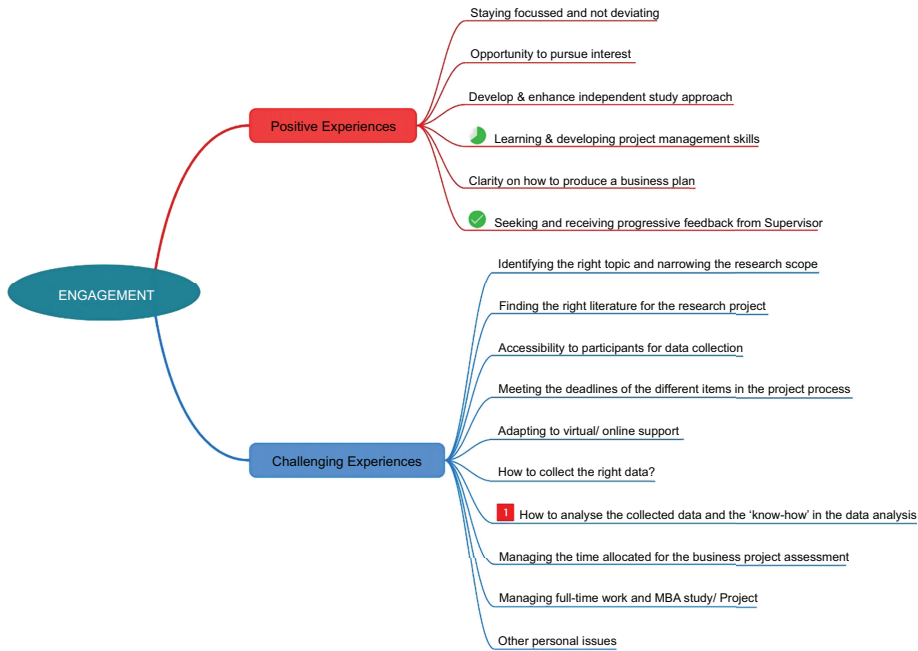 Staying focussed and not deviating
Opportunity to pursue interest
Develop & enhance independent study approach
Positive Experiences
Learning & developing project management skills
Clarity on how to produce a business plan
Seeking and receiving progressive feedback from Supervisor
ENGAGEMENT
Identifying the right topic and narrowing the research scope
Finding the right literature for the research project
Accessibility to participants for data collection
Meeting the deadlines of the different items in the project process
Adapting to virtual/ online support
Challenging Experiences
How to collect the right data?
1 How to analyse the collected data and the ‘know-how’ in the data analysis
Managing the time allocated for the business project assessment
Managing full-time work and MBA study/ Project
Other personal issues